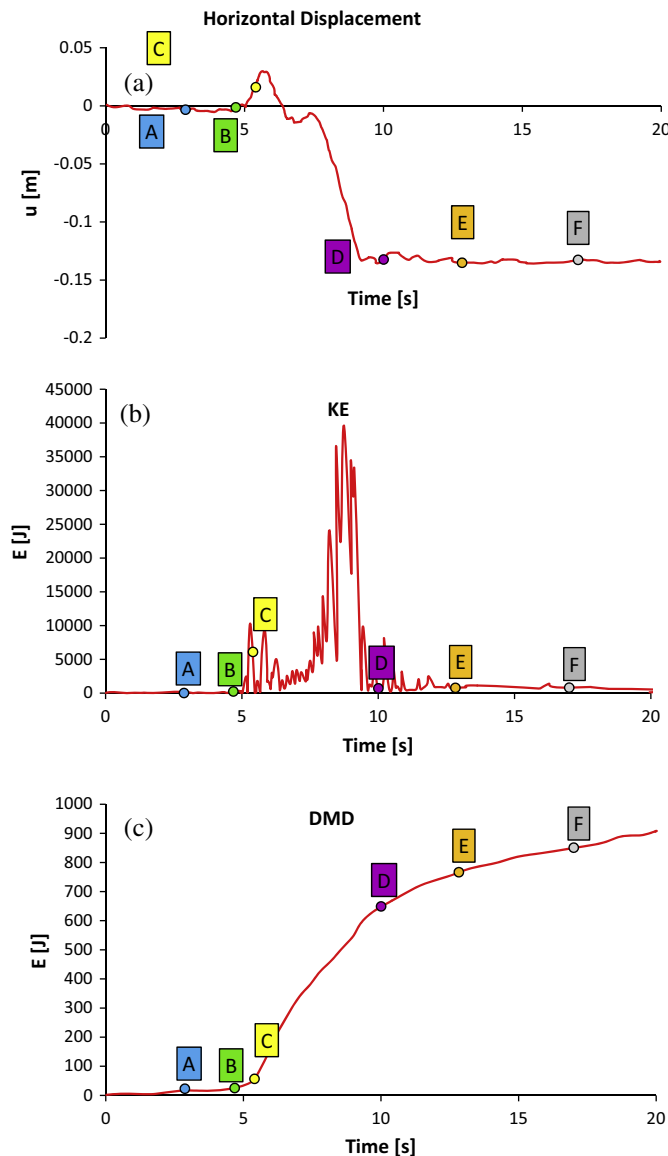 Horizontal Displacement
0.05
C
(a)
0
5
10
15
20
A
B
-0.05
u [m]
-0.1
E
F
D
-0.15
Time [s]
-0.2
45000
(b)
KE
40000
35000
30000
25000
E [J]
20000
15000
C
10000
A
B
D
E
F
5000
0
0
5
10
15
20
Time [s]
1000
(c)
DMD
F
900
E
800
D
700
600
E [J]
500
400
300
C
200
A
B
100
0
0
5
10
15
20
Time [s]